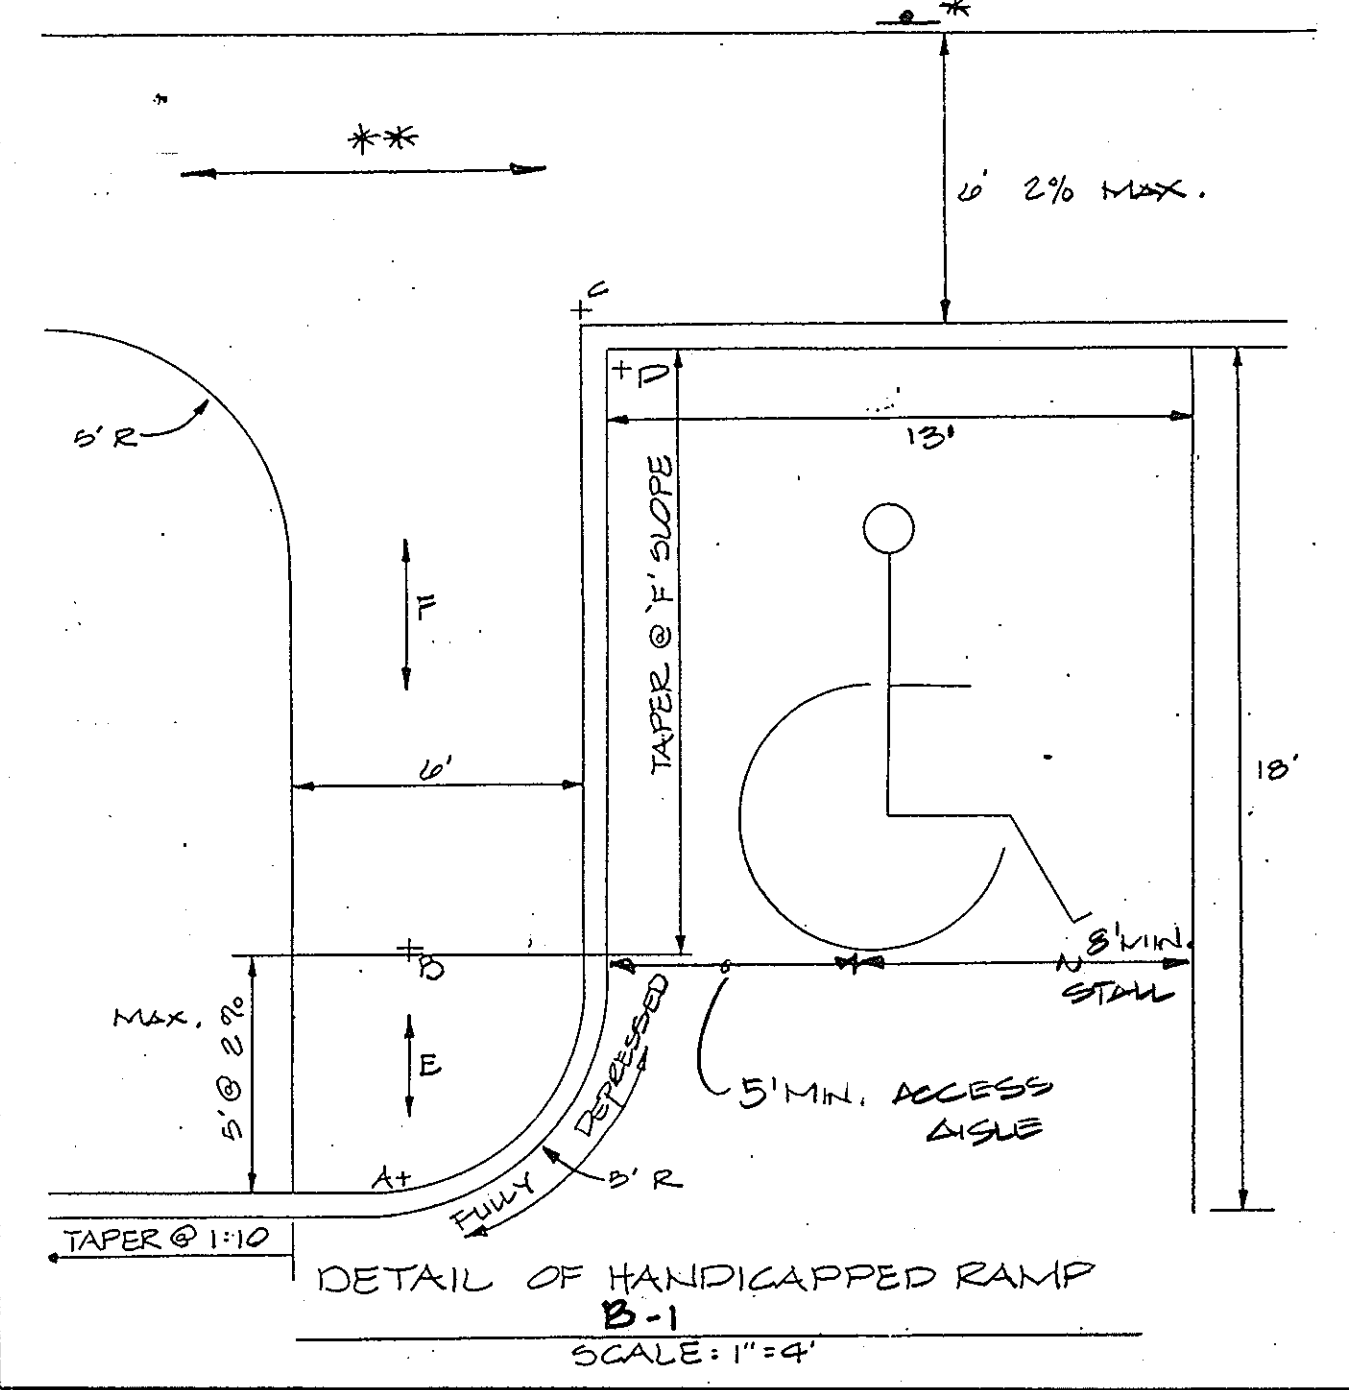 *
**
6' 2% MAX.
C
D
5' R
13'
TAPER @ 'F' SLOPE
F
6'
18'
B
8' MIN.
STALL
MAX.
5' @ 2%
E
DEPRESSED
FULLY
5' MIN. ACCESS
AISLE
A+
5' R
TAPER @ 1:10
DETAIL OF HANDICAPPED RAMP
B-1
SCALE: 1"=4'